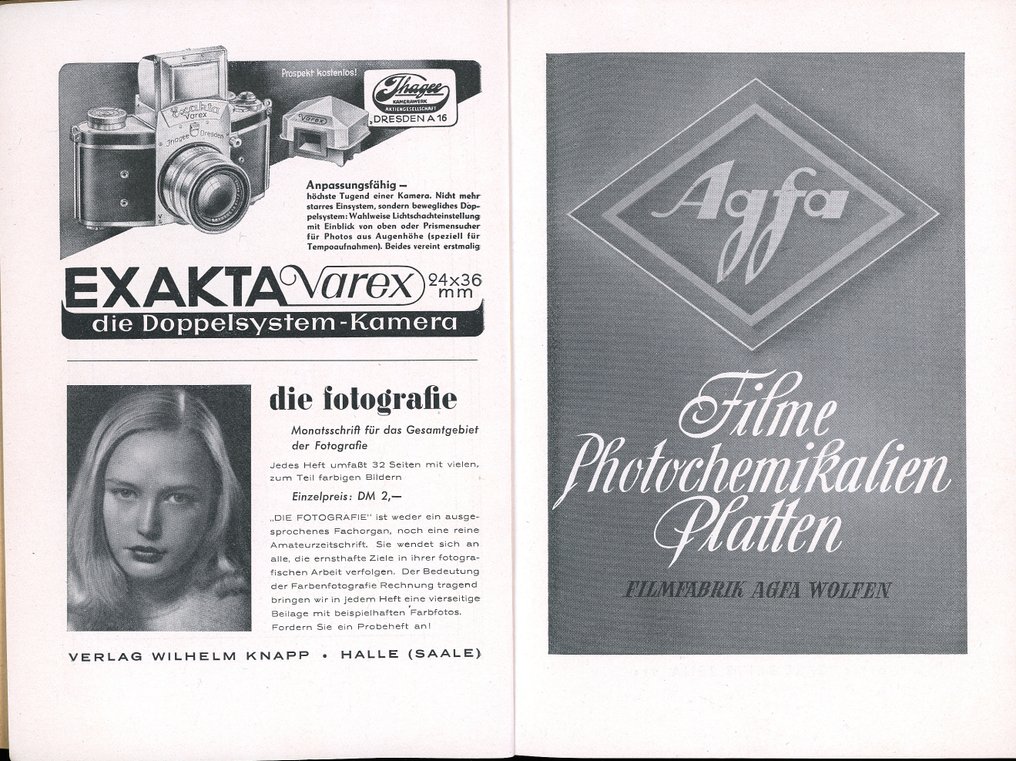 Prospekt kostenlos!
Ihagee
KAMERAWERK
AKTIENGESELLSCHAFT
DRESDEN A 16
Exakta
Varex
Ihagee Dresden
VAREX
Anpassungsfähig —
höchste Tugend einer Kamera. Nicht mehr
starres Einsystem, sondern bewegliches Dop-
pelsystem: Wahlweise Lichtschachteinstellung
mit Einblick von oben oder Prismensucher
für Photos aus Augenhöhe (speziell für
Tempoaufnahmen). Beides vereint erstmalig
EXAKTA Varex 24x36 mm
die Doppelsystem-Kamera
die fotografie
Monatsschrift für das Gesamtgebiet
der Fotografie
Jedes Heft umfaßt 32 Seiten mit vielen,
zum Teil farbigen Bildern
Einzelpreis: DM 2,—
„DIE FOTOGRAFIE" ist weder ein ausge-
sprochenes Fachorgan, noch eine reine
Amateurzeitschrift. Sie wendet sich an
alle, die ernsthafte Ziele in ihrer fotogra-
fischen Arbeit verfolgen. Der Bedeutung
der Farbenfotografie Rechnung tragend
bringen wir in jedem Heft eine vierseitige
Beilage mit beispielhaften Farbfotos.
Fordern Sie ein Probeheft an!
VERLAG WILHELM KNAPP • HALLE (SAALE)
Agfa
Filme
Photochemikalien
Platten
FILMFABRIK AGFA WOLFEN